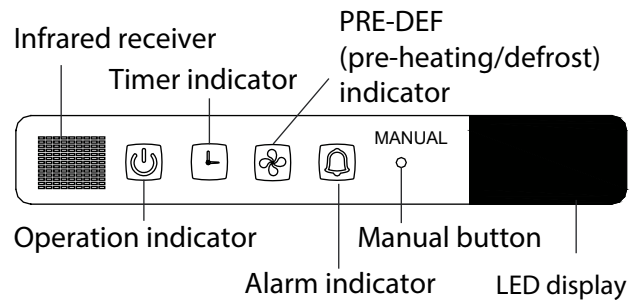 Infrared receiver
Timer indicator
PRE-DEF
(pre-heating/defrost)
indicator
MANUAL
Operation indicator
Manual button
Alarm indicator
LED display